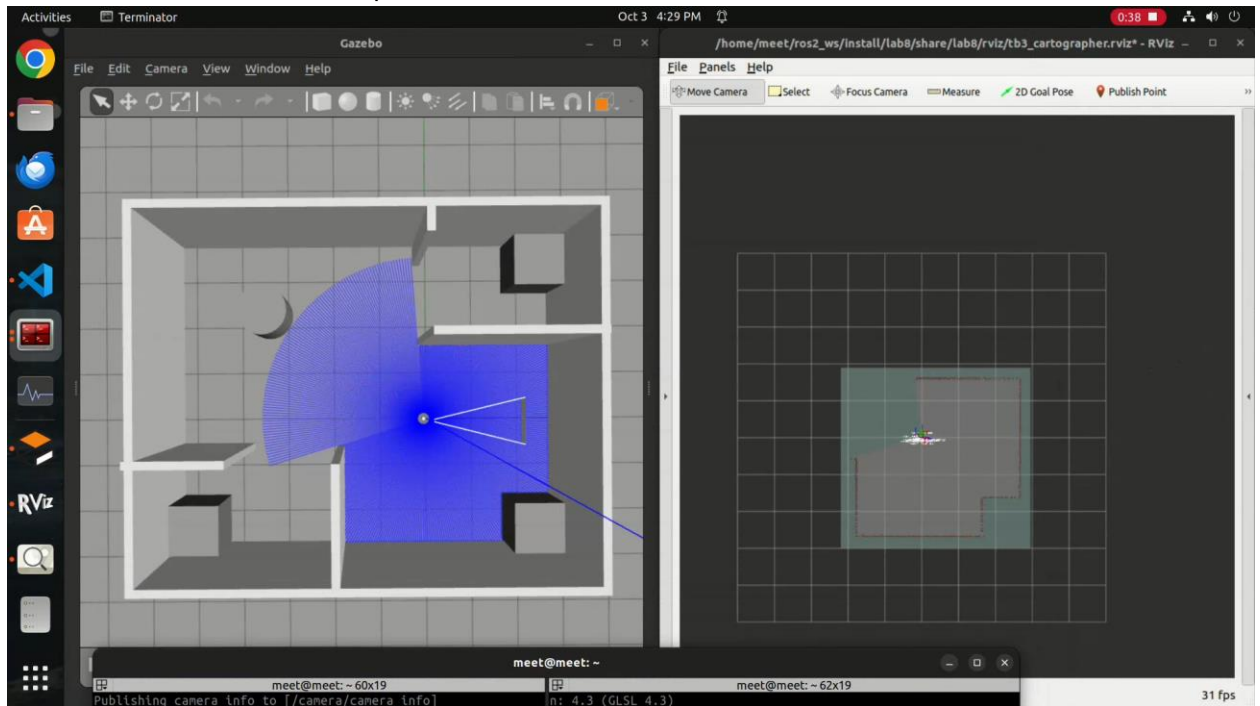 Activities Terminator Oct 3 4:29 PM 0:38
Gazebo
File Edit Camera View Window Help
/home/meet/ros2_ws/install/lab8/share/lab8/rviz/tb3_cartographer.rviz* - RViz
File Panels Help
Move Camera Select Focus Camera Measure 2D Goal Pose Publish Point
RViz
meet@meet: ~
meet@meet: ~ 60x19
meet@meet: ~ 62x19
Publishing camera info to [/camera/camera_info]
n: 4.3 (GLSL 4.3)
31 fps